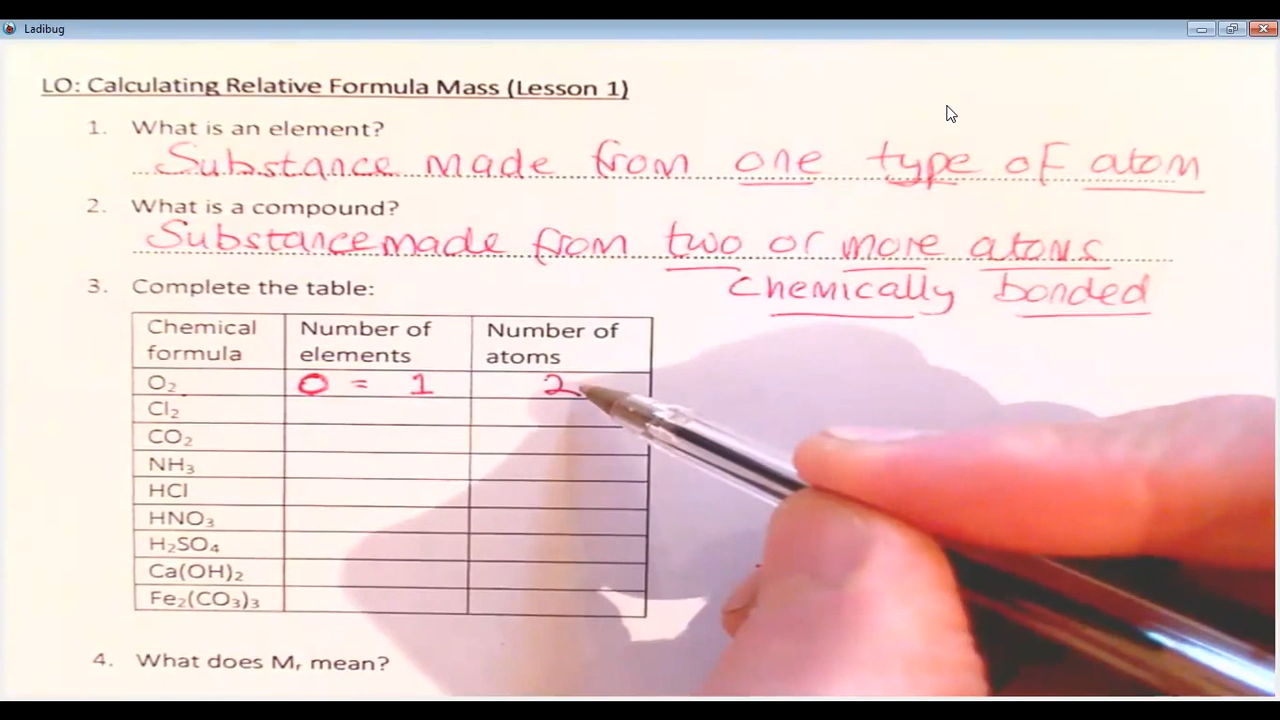 Ladibug
LO: Calculating Relative Formula Mass (Lesson 1)
1. What is an element?
Substance made from one type of atom
2. What is a compound?
Substance made from two or more atoms
chemically bonded
3. Complete the table:
Chemical formula Number of elements Number of atoms
O₂ O = 1 2
Cl₂
CO₂
NH₃
HCl
HNO₃
H₂SO₄
Ca(OH)₂
Fe₂(CO₃)₃
4. What does Mᵣ mean?